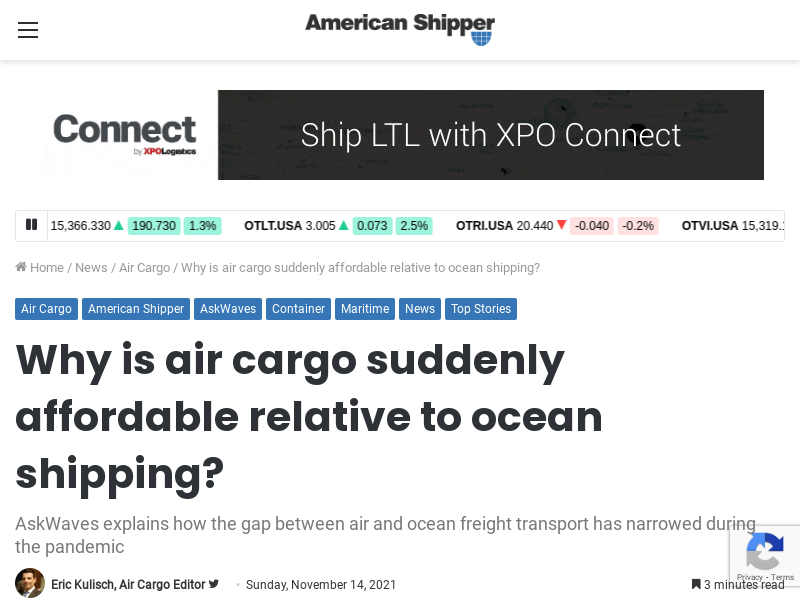 American Shipper
Connect
by XPOLogistics
Ship LTL with XPO Connect
15,366.330 190.730 1.3% OTLT.USA 3.005 0.073 2.5% OTRI.USA 20.440 -0.040 -0.2% OTVI.USA 15,319.
Home / News / Air Cargo / Why is air cargo suddenly affordable relative to ocean shipping?
Air Cargo American Shipper AskWaves Container Maritime News Top Stories
Why is air cargo suddenly
affordable relative to ocean
shipping?
AskWaves explains how the gap between air and ocean freight transport has narrowed during
the pandemic
Eric Kulisch, Air Cargo Editor Sunday, November 14, 2021 3 minutes read
Privacy - Terms